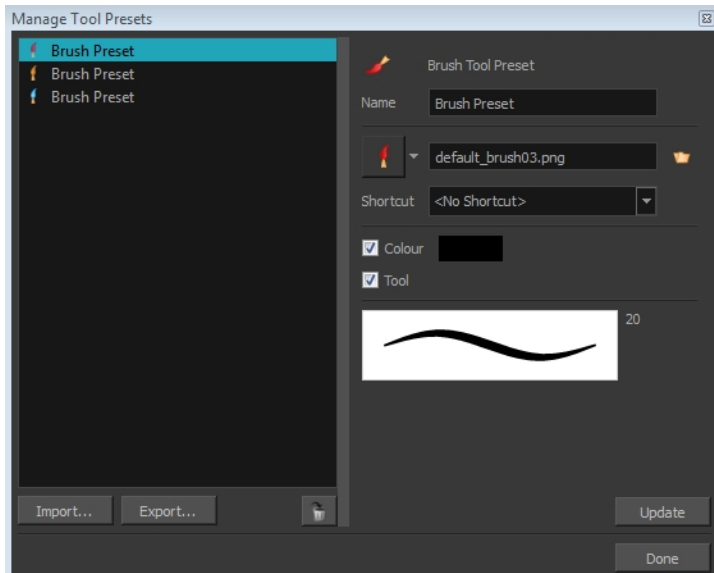 Manage Tool Presets
Brush Preset
Brush Preset
Brush Preset
Import...
Export...
Brush Tool Preset
Name
Brush Preset
default_brush03.png
Shortcut
<No Shortcut>
Colour
Tool
20
Update
Done